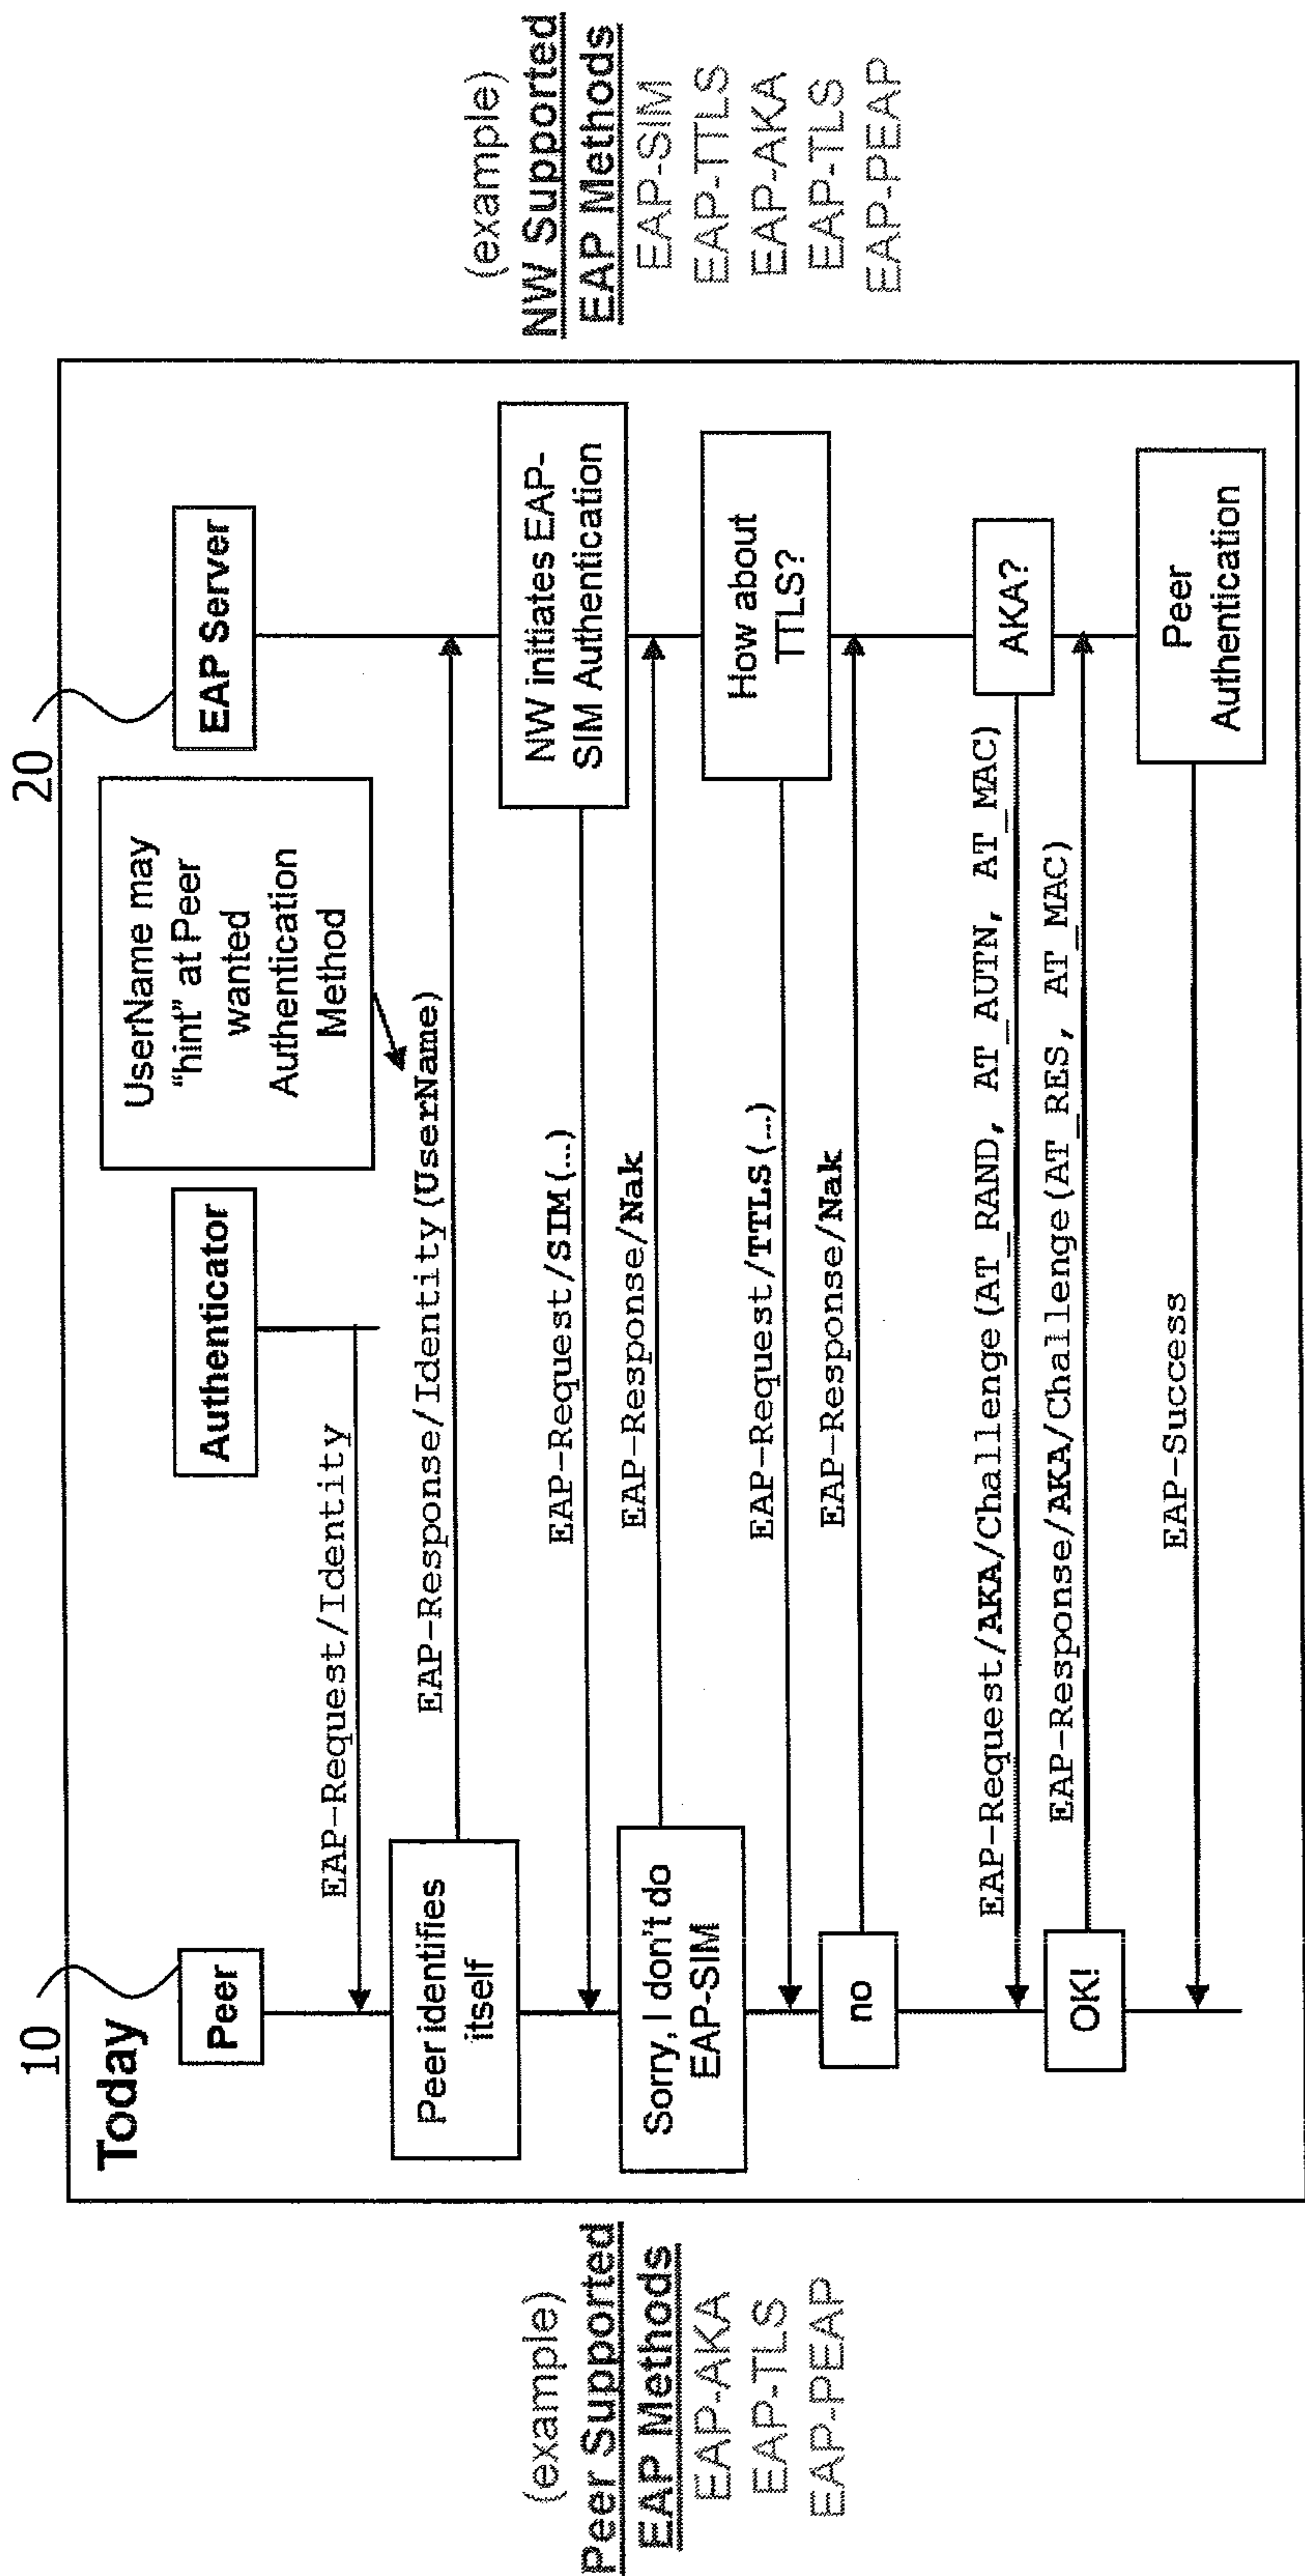 (example)
Peer Supported
EAP Methods
EAP-AKA
EAP-TLS
EAP-PEAP
Today
10
20
Peer
Authenticator
UserName may
"hint" at Peer
wanted
Authentication
Method
EAP Server
EAP-Request/Identity
Peer identifies
itself
EAP-Response/Identity(UserName)
NW initiates EAP-
SIM Authentication
EAP-Request/SIM(…)
Sorry, I don't do
EAP-SIM
EAP-Response/Nak
How about
TTLS?
EAP-Request/TTLS(…)
no
EAP-Response/Nak
AKA?
EAP-Request/AKA/Challenge(AT_RAND, AT_AUTN, AT_MAC)
OK!
EAP-Response/AKA/Challenge(AT_RES, AT_MAC)
Peer
Authentication
EAP-Success
(example)
NW Supported
EAP Methods
EAP-SIM
EAP-TTLS
EAP-AKA
EAP-TLS
EAP-PEAP